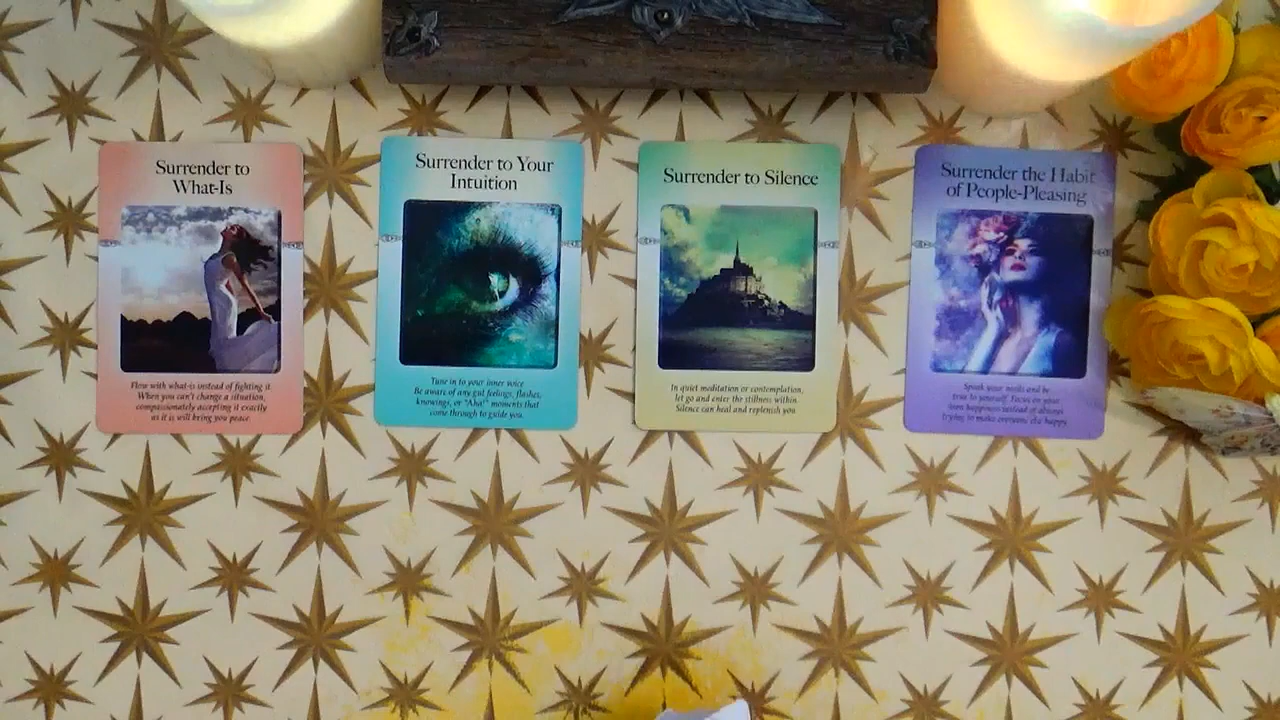 Surrender to
What-Is
Flow with what-is instead of fighting it.
When you can't change a situation,
compassionately accepting it exactly
as it is will bring you peace.
Surrender to Your
Intuition
Tune in to your inner voice.
Be aware of any gut feelings, flashes,
knowings, or "Aha!" moments that
come through to guide you.
Surrender to Silence
In quiet meditation or contemplation,
let go and enter the stillness within.
Silence can heal and replenish you.
Surrender the Habit
of People-Pleasing
Speak your needs and be
true to yourself. Focus on your
own happiness instead of always
trying to make everyone else happy.